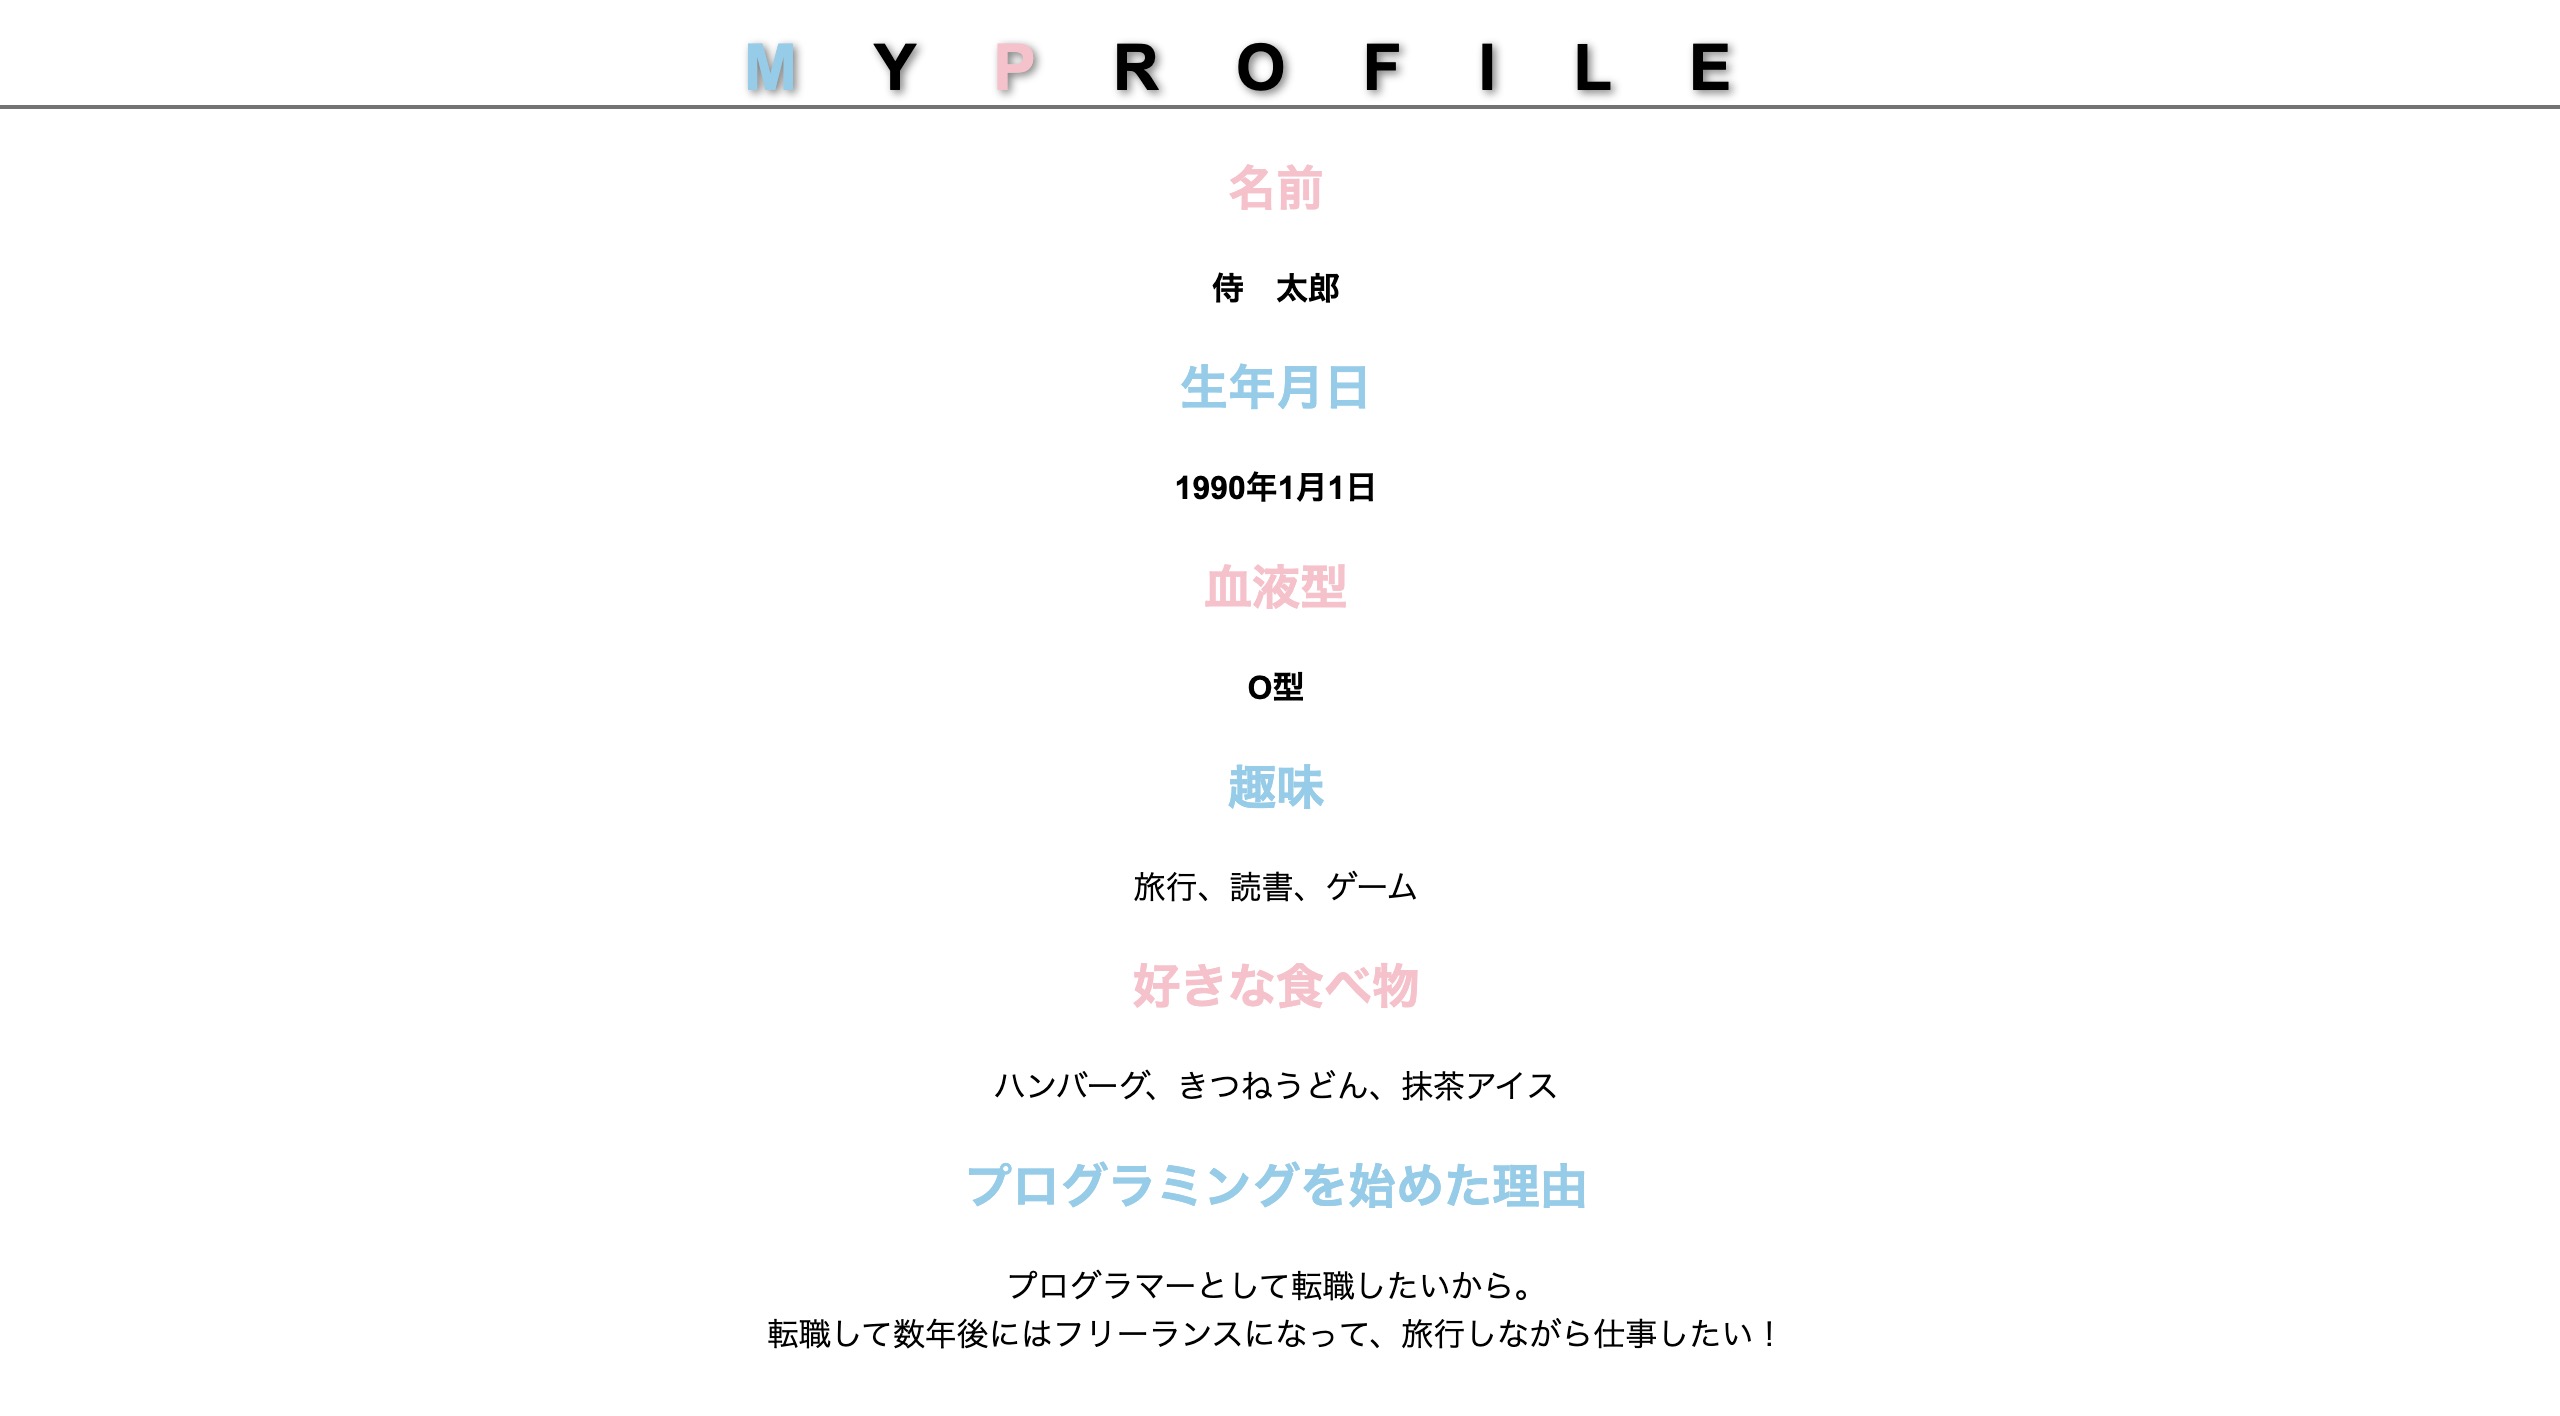 M Y P R O F I L E
名前
侍　太郎
生年月日
1990年1月1日
血液型
O型
趣味
旅行、読書、ゲーム
好きな食べ物
ハンバーグ、きつねうどん、抹茶アイス
プログラミングを始めた理由
プログラマーとして転職したいから。
転職して数年後にはフリーランスになって、旅行しながら仕事したい！